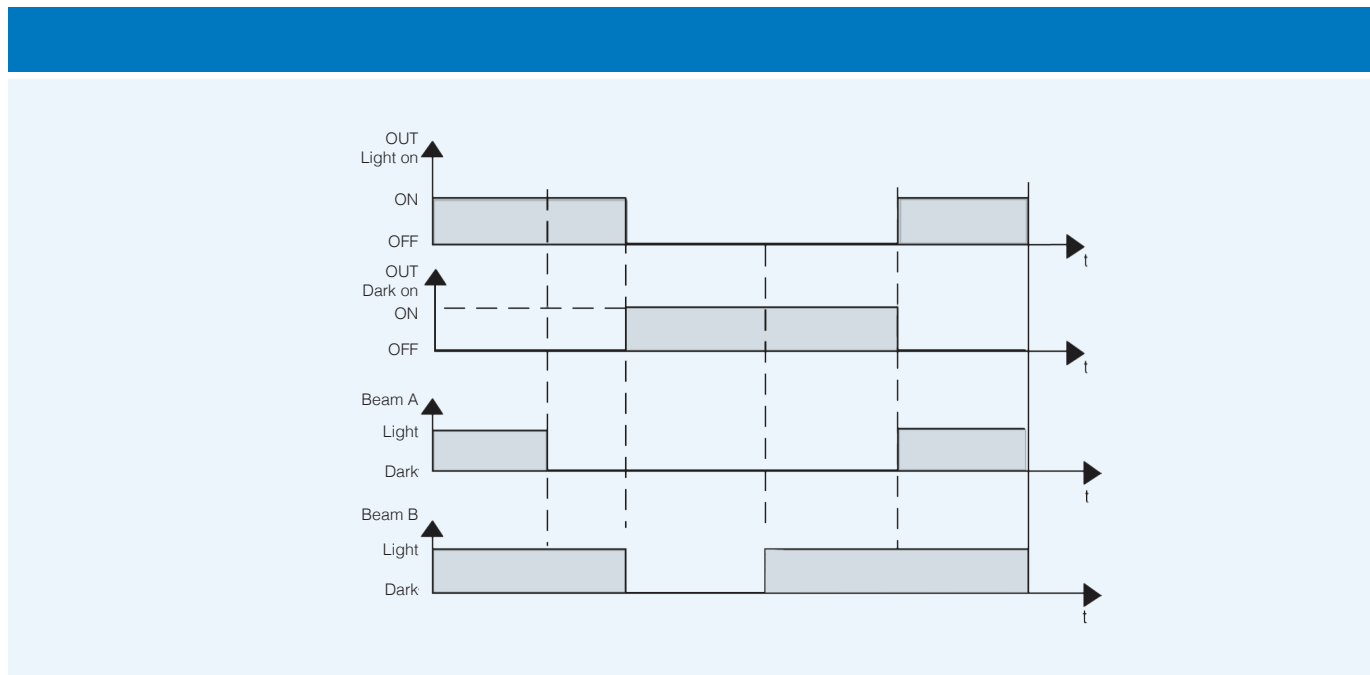 OUT
Light on
ON
OFF
t
OUT
Dark on
ON
OFF
t
Beam A
Light
Dark
t
Beam B
Light
Dark
t